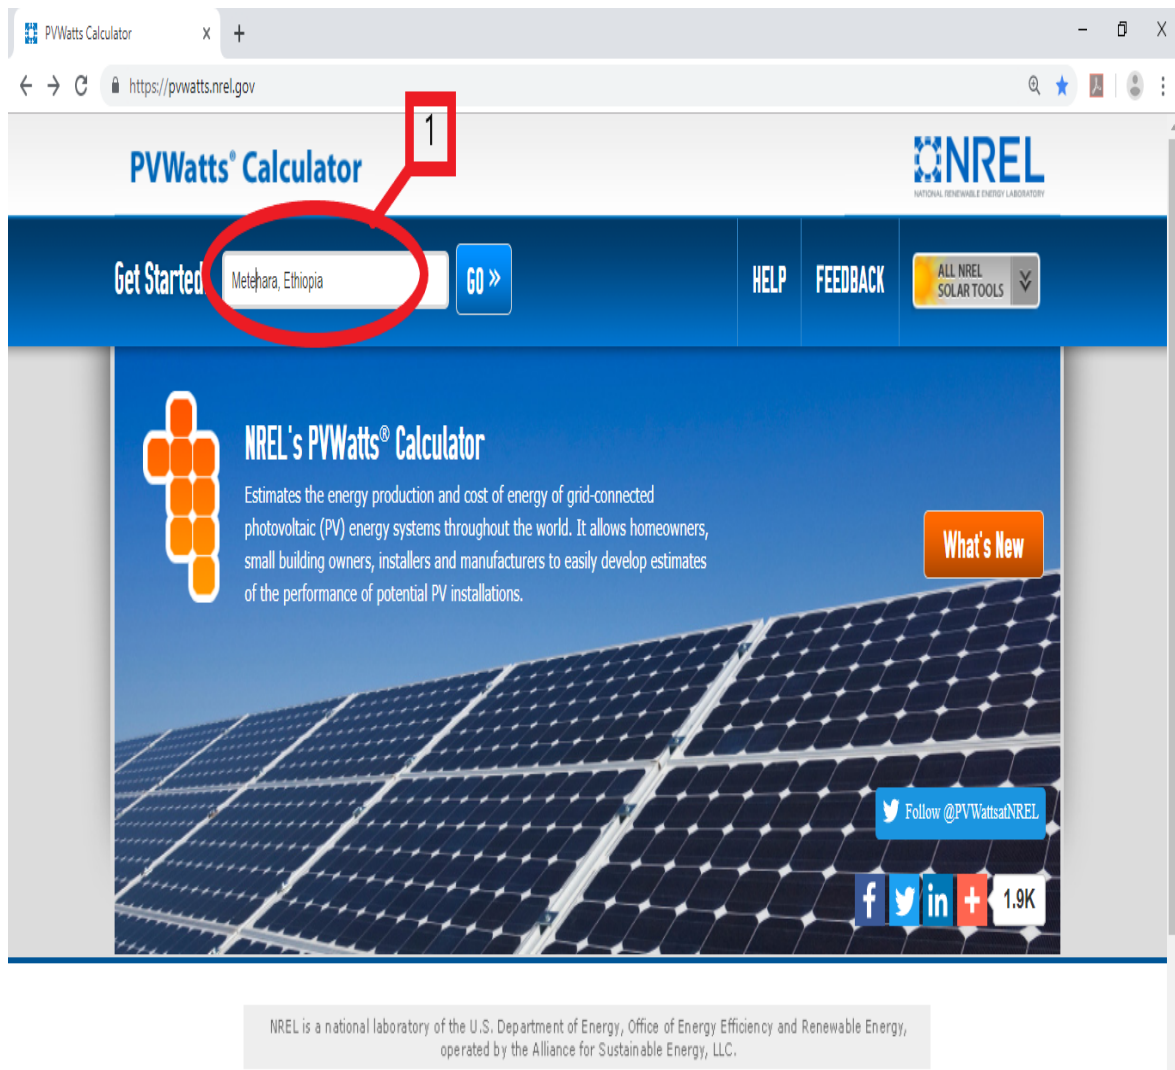 PVWatts Calculator
https://pvwatts.nrel.gov
1
PVWatts® Calculator
NREL
NATIONAL RENEWABLE ENERGY LABORATORY
Get Started:
Metehara, Ethiopia
GO »
HELP
FEEDBACK
ALL NREL
SOLAR TOOLS
NREL's PVWatts® Calculator
Estimates the energy production and cost of energy of grid-connected
photovoltaic (PV) energy systems throughout the world. It allows homeowners,
small building owners, installers and manufacturers to easily develop estimates
of the performance of potential PV installations.
What's New
Follow @PVWattsatNREL
1.9K
NREL is a national laboratory of the U.S. Department of Energy, Office of Energy Efficiency and Renewable Energy,
operated by the Alliance for Sustainable Energy, LLC.